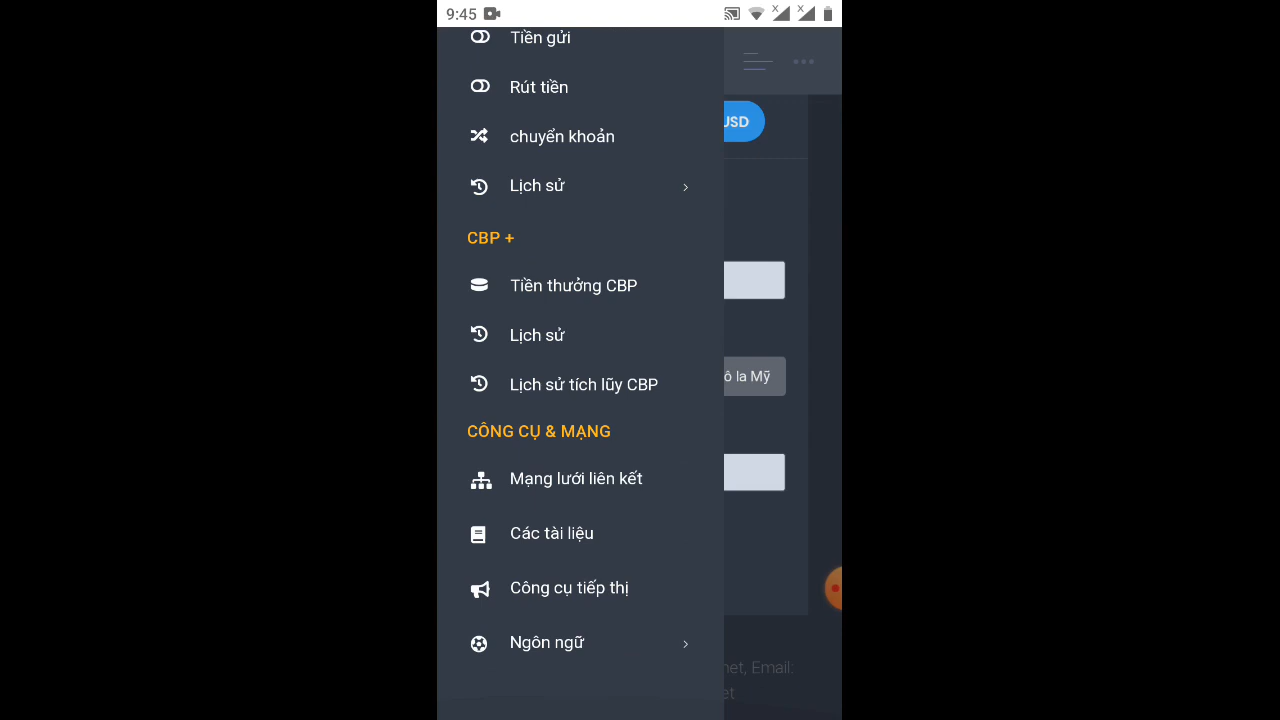 9:45
Tiền gửi
Rút tiền
chuyển khoản
USD
Lịch sử
CBP +
Tiền thưởng CBP
Lịch sử
ô la Mỹ
Lịch sử tích lũy CBP
CÔNG CỤ & MẠNG
Mạng lưới liên kết
Các tài liệu
Công cụ tiếp thị
Ngôn ngữ
net, Email:
et